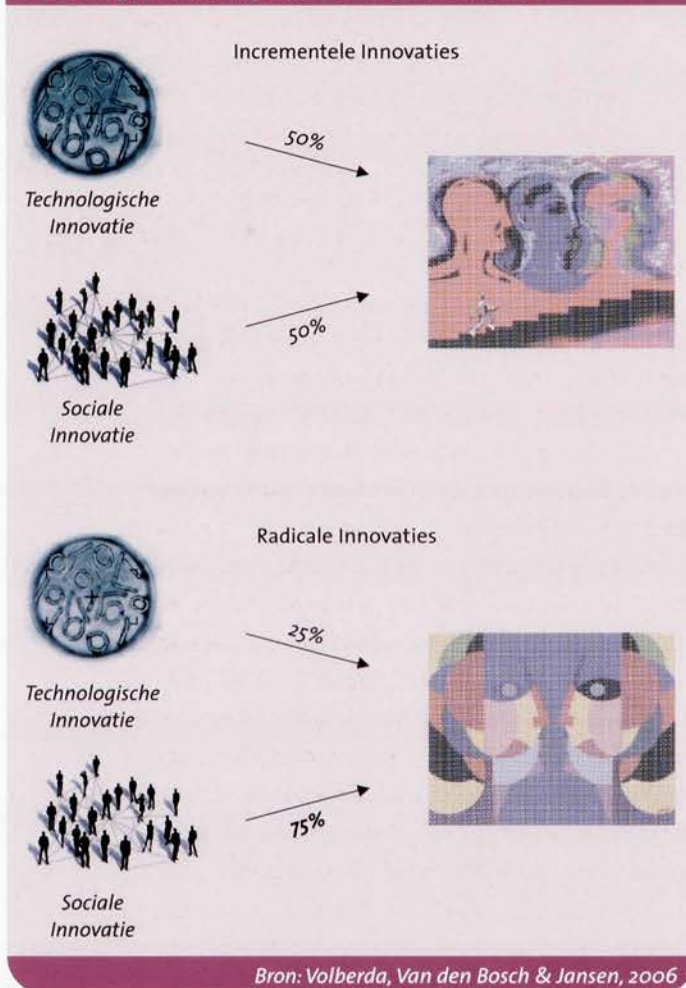 Incrementele Innovaties
50%
Technologische
Innovatie
50%
Sociale
Innovatie
Radicale Innovaties
25%
Technologische
Innovatie
75%
Sociale
Innovatie
Bron: Volberda, Van den Bosch & Jansen, 2006